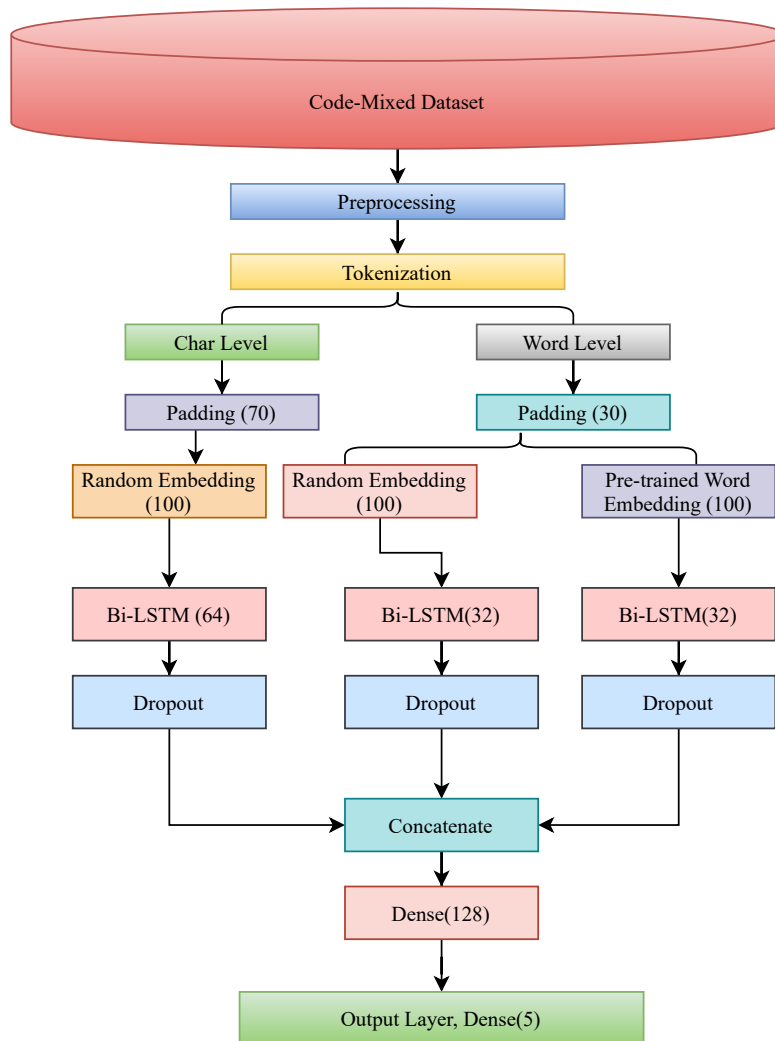 Code-Mixed Dataset
Preprocessing
Tokenization
Char Level
Word Level
Padding (70)
Padding (30)
Random Embedding
(100)
Random Embedding
(100)
Pre-trained Word
Embedding (100)
Bi-LSTM (64)
Bi-LSTM(32)
Bi-LSTM(32)
Dropout
Dropout
Dropout
Concatenate
Dense(128)
Output Layer, Dense(5)